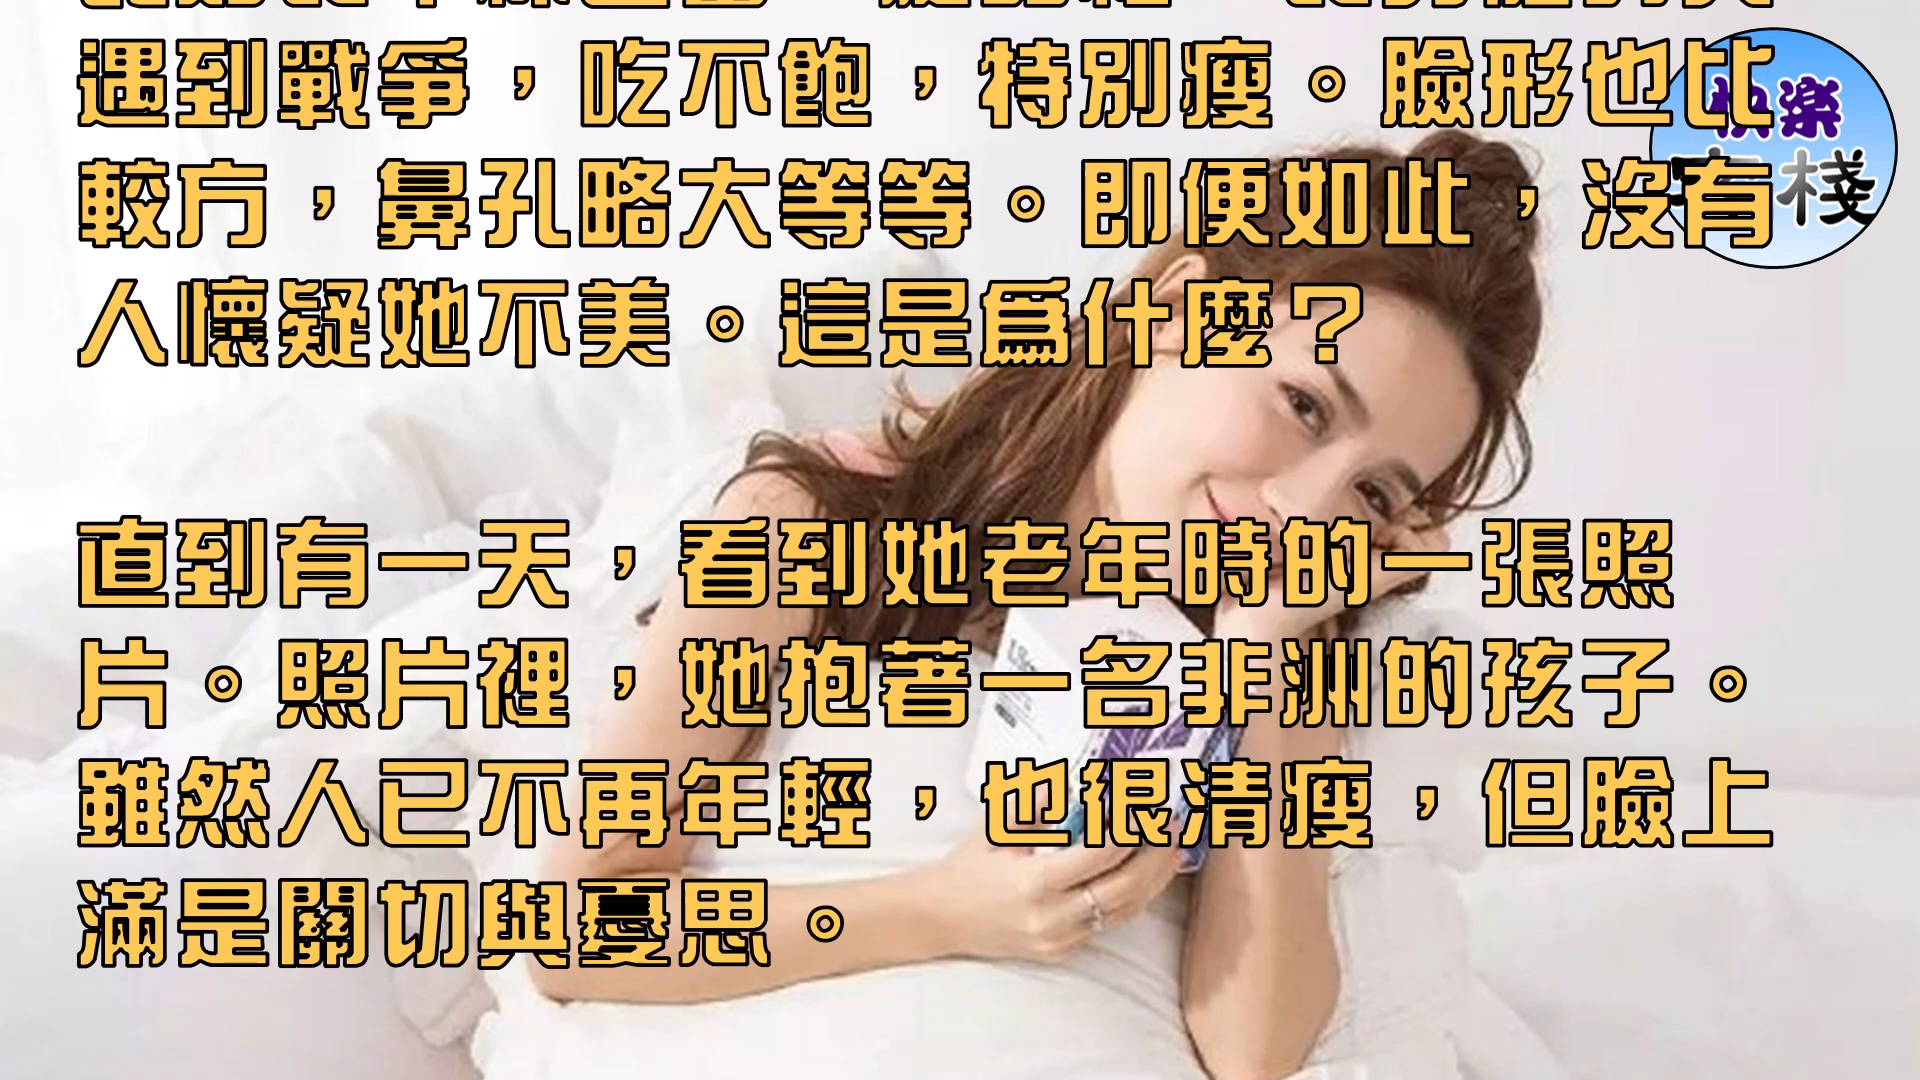 遇到戰爭，吃不飽，特別瘦。臉形也比
較方，鼻孔略大等等。即便如此，沒有
人懷疑她不美。這是爲什麼？
直到有一天，看到她老年時的一張照
片。照片裡，她抱著一名非洲的孩子。
雖然人已不再年輕，也很清瘦，但臉上
滿是關切與憂思。
快樂
客栈